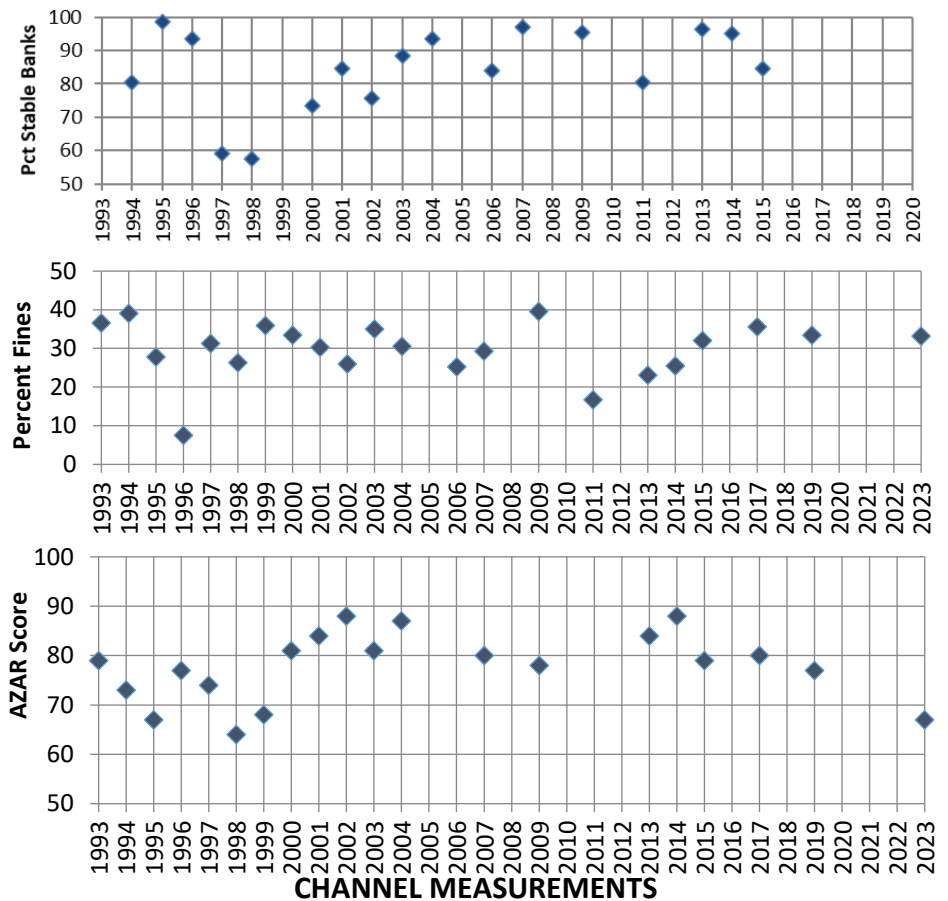 Pct Stable Banks
100
90
80
70
60
50
1993 1994 1995 1996 1997 1998 1999 2000 2001 2002 2003 2004 2005 2006 2007 2008 2009 2010 2011 2012 2013 2014 2015 2016 2017 2018 2019 2020
Percent Fines
50
40
30
20
10
0
1993 1994 1995 1996 1997 1998 1999 2000 2001 2002 2003 2004 2005 2006 2007 2008 2009 2010 2011 2012 2013 2014 2015 2016 2017 2018 2019 2020 2021 2022 2023
AZAR Score
100
90
80
70
60
50
1993 1994 1995 1996 1997 1998 1999 2000 2001 2002 2003 2004 2005 2006 2007 2008 2009 2010 2011 2012 2013 2014 2015 2016 2017 2018 2019 2020 2021 2022 2023
CHANNEL MEASUREMENTS